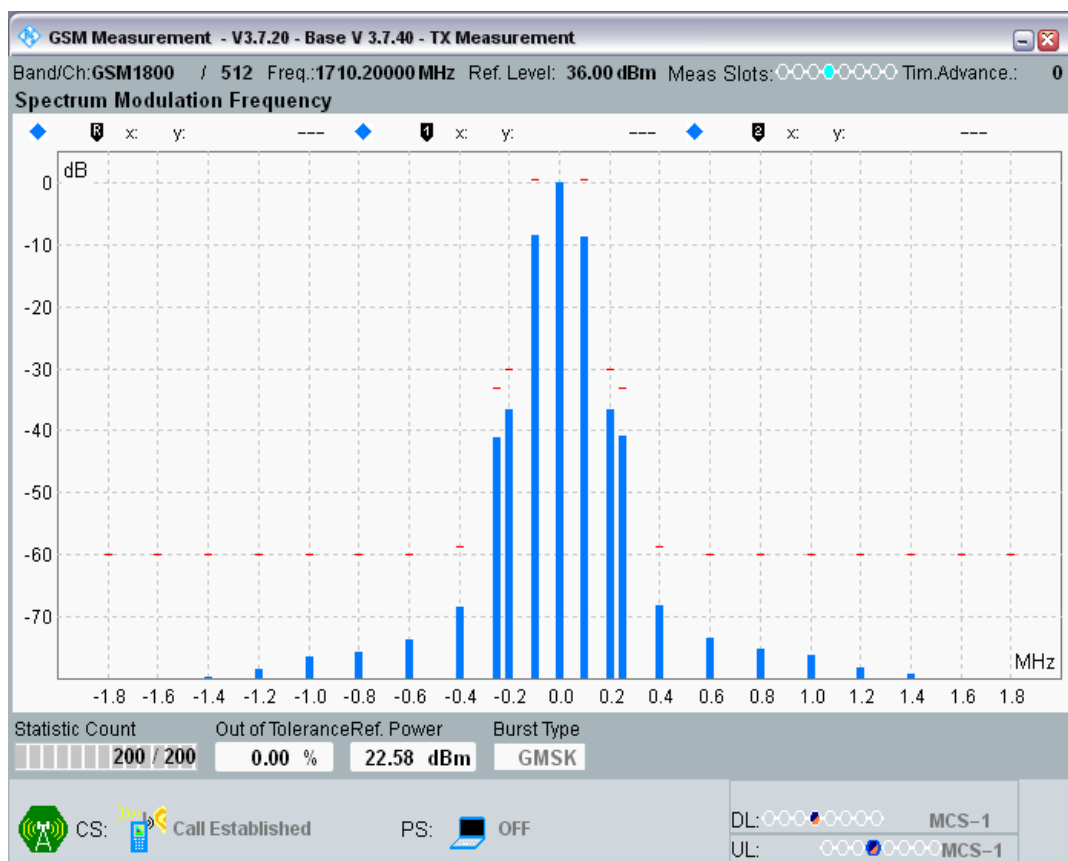 GSM Measurement - V3.7.20 - Base V 3.7.40 - TX Measurement
Band/Ch:GSM1800 / 512 Freq.:1710.20000 MHz Ref. Level: 36.00 dBm Meas Slots: Tim.Advance.: 0
Spectrum Modulation Frequency
R x: y: --- 1 x: y: --- 2 x: y: ---
dB
0
-10
-20
-30
-40
-50
-60
-70
MHz
-1.8 -1.6 -1.4 -1.2 -1.0 -0.8 -0.6 -0.4 -0.2 0.0 0.2 0.4 0.6 0.8 1.0 1.2 1.4 1.6 1.8
Statistic Count Out of Tolerance Ref. Power Burst Type
200 / 200 0.00 % 22.58 dBm GMSK
CS: Call Established PS: OFF DL: MCS-1
UL: MCS-1